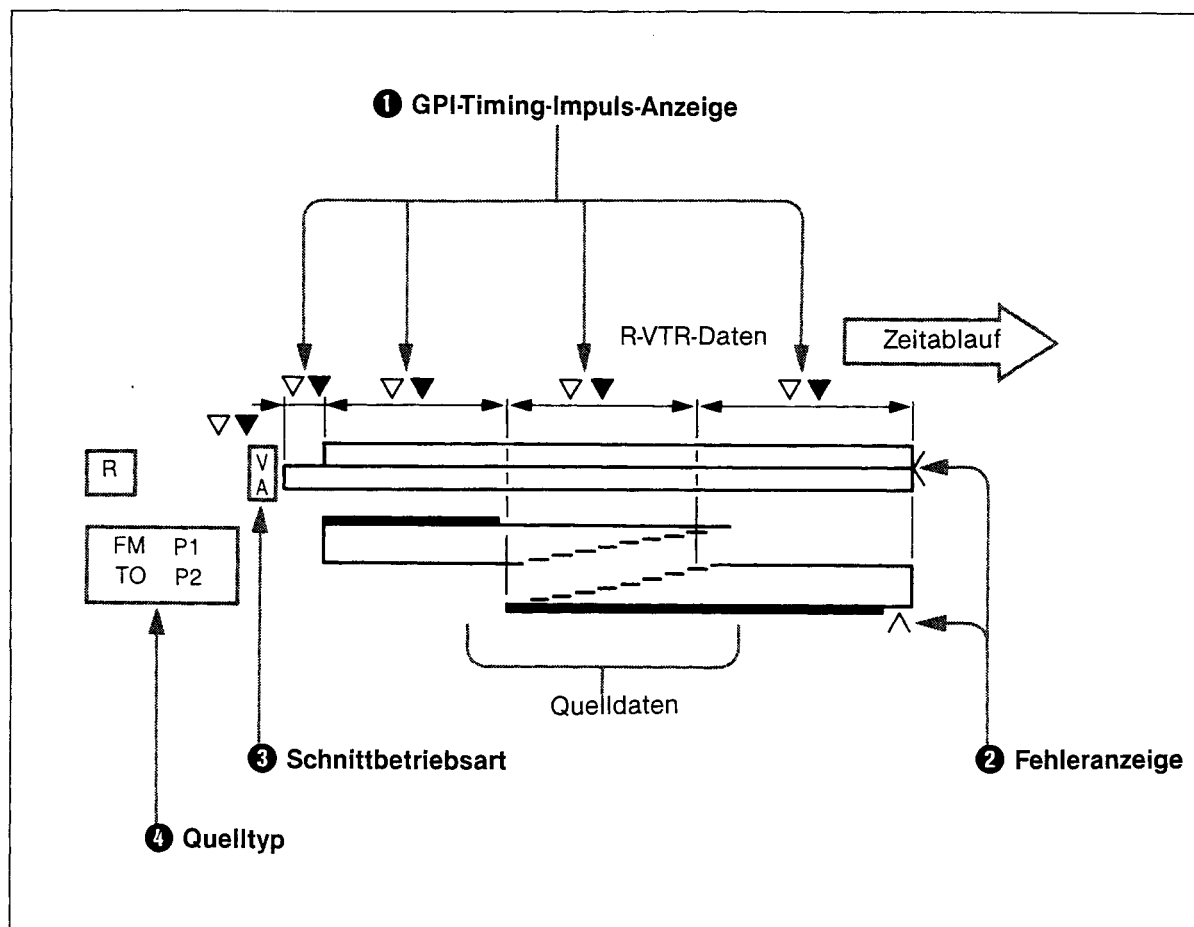 ❶ GPI-Timing-Impuls-Anzeige
R-VTR-Daten
Zeitablauf
R
V
A
FM P1
TO P2
Quelldaten
❸ Schnittbetriebsart
❷ Fehleranzeige
❹ Quelltyp